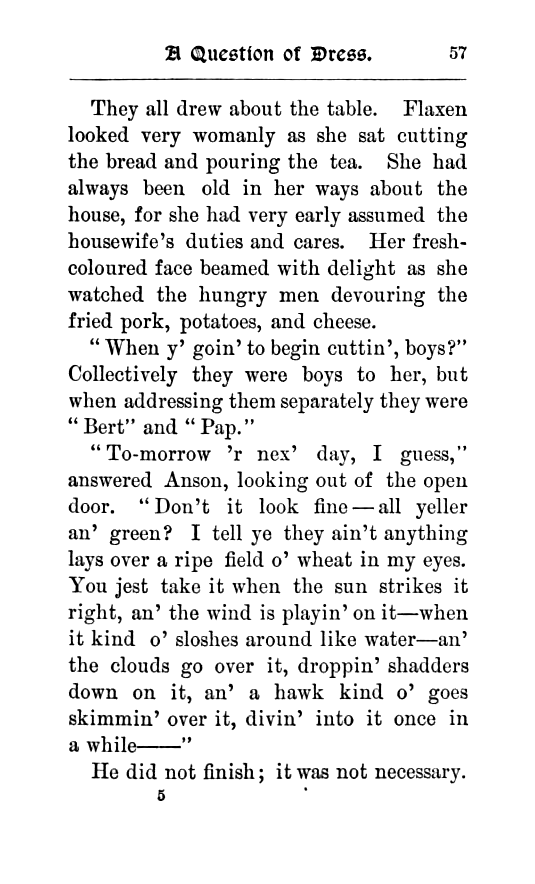 A Question of Dress. 57
They all drew about the table. Flaxen
looked very womanly as she sat cutting
the bread and pouring the tea. She had
always been old in her ways about the
house, for she had very early assumed the
housewife's duties and cares. Her fresh-
coloured face beamed with delight as she
watched the hungry men devouring the
fried pork, potatoes, and cheese.
"When y' goin' to begin cuttin', boys?"
Collectively they were boys to her, but
when addressing them separately they were
"Bert" and "Pap."
"To-morrow 'r nex' day, I guess,"
answered Anson, looking out of the open
door. "Don't it look fine — all yeller
an' green? I tell ye they ain't anything
lays over a ripe field o' wheat in my eyes.
You jest take it when the sun strikes it
right, an' the wind is playin' on it—when
it kind o' sloshes around like water—an'
the clouds go over it, droppin' shadders
down on it, an' a hawk kind o' goes
skimmin' over it, divin' into it once in
a while——"
He did not finish; it was not necessary.
5